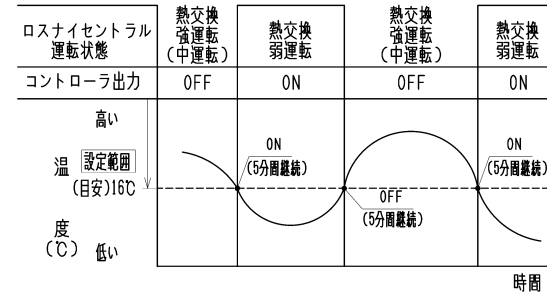 ロスナイセントラル
運転状態
熱交換
強運転
(中運転)
熱交換
弱運転
熱交換
強運転
(中運転)
熱交換
弱運転
コントローラ出力
OFF
ON
OFF
ON
高い
温
設定範囲
(目安)16℃
度
(℃)
低い
ON
(5分間継続)
OFF
(5分間継続)
ON
(5分間継続)
時間